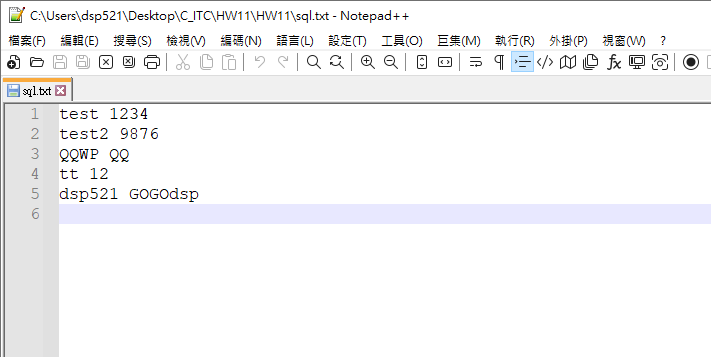 C:\Users\dsp521\Desktop\C_ITC\HW11\HW11\sql.txt - Notepad++
檔案(F) 編輯(E) 搜尋(S) 檢視(V) 編碼(N) 語言(L) 設定(T) 工具(O) 巨集(M) 執行(R) 外掛(P) 視窗(W) ?
sql.txt
1 test 1234
2 test2 9876
3 QQWP QQ
4 tt 12
5 dsp521 GOGOdsp
6